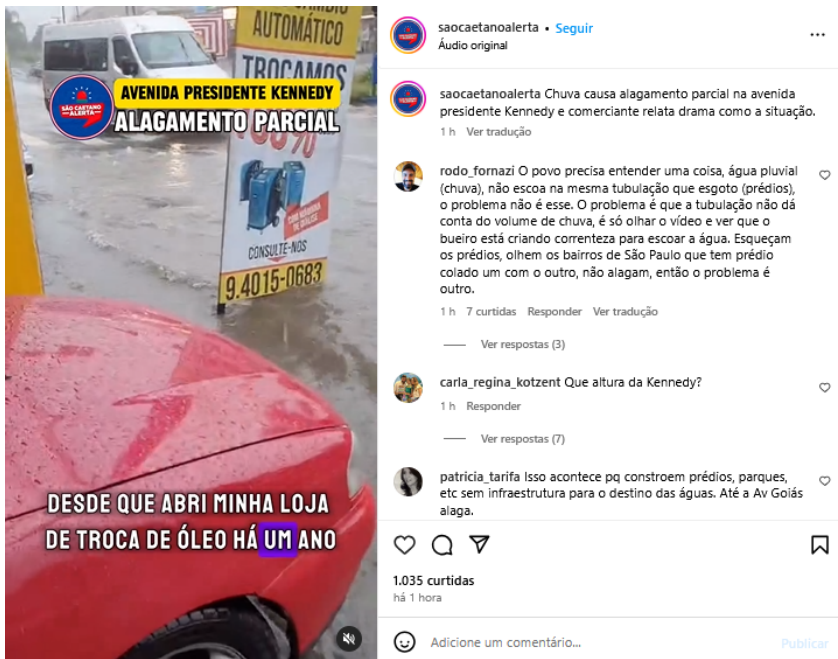 AUTOMÁTICO
TROCAMOS
SÃO CAETANO
ALERTA
AVENIDA PRESIDENTE KENNEDY
ALAGAMENTO PARCIAL
CONSULTE-NOS
9.4015-0683
DESDE QUE ABRI MINHA LOJA
DE TROCA DE ÓLEO HÁ UM ANO
saocaetanoalerta • Seguir
Áudio original
saocaetanoalerta Chuva causa alagamento parcial na avenida
presidente Kennedy e comerciante relata drama como a situação.
1 h Ver tradução
rodo_fornazi O povo precisa entender uma coisa, água pluvial
(chuva), não escoa na mesma tubulação que esgoto (prédios),
o problema não é esse. O problema é que a tubulação não dá
conta do volume de chuva, é só olhar o vídeo e ver que o
bueiro está criando correnteza para escoar a água. Esqueçam
os prédios, olhem os bairros de São Paulo que tem prédio
colado um com o outro, não alagam, então o problema é
outro.
1 h 7 curtidas Responder Ver tradução
Ver respostas (3)
carla_regina_kotzent Que altura da Kennedy?
1 h Responder
Ver respostas (7)
patricia_tarifa Isso acontece pq constroem prédios, parques,
etc sem infraestrutura para o destino das águas. Até a Av Goiás
alaga.
1.035 curtidas
há 1 hora
Adicione um comentário...
Publicar